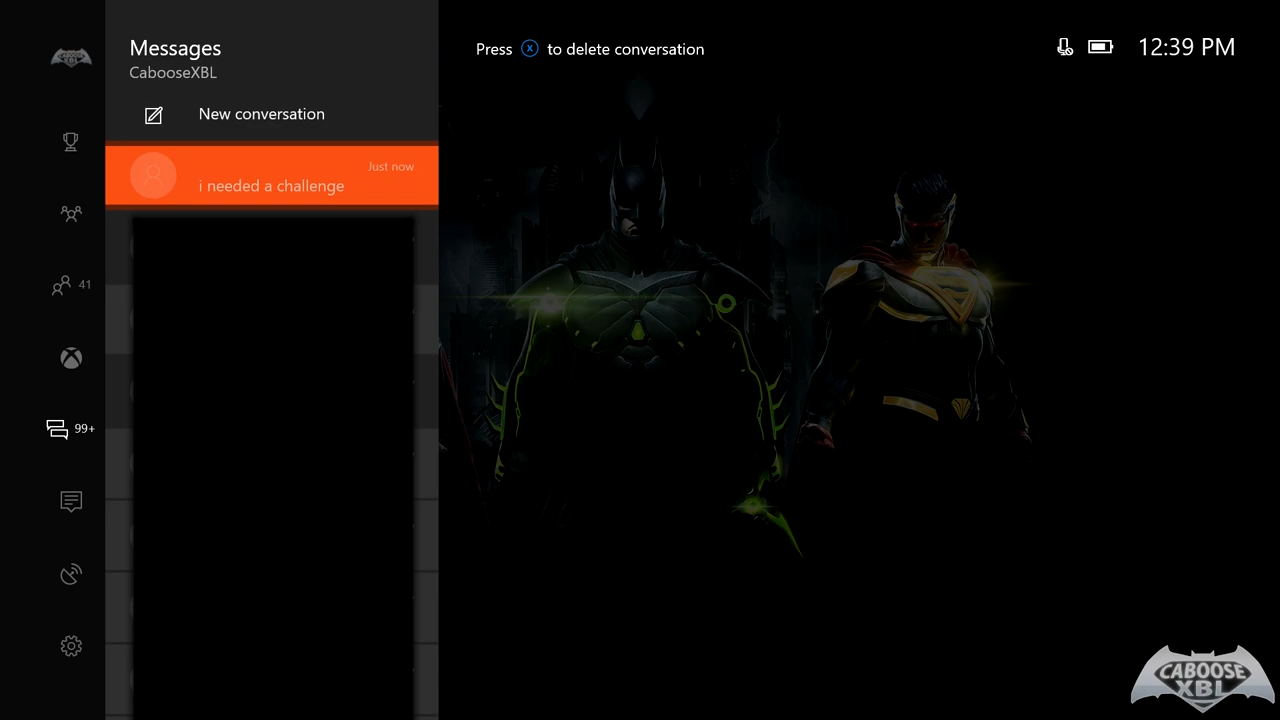 Messages
CabooseXBL
Press X to delete conversation
12:39 PM
New conversation
Just now
i needed a challenge
41
99+
CABOOSE
XBL